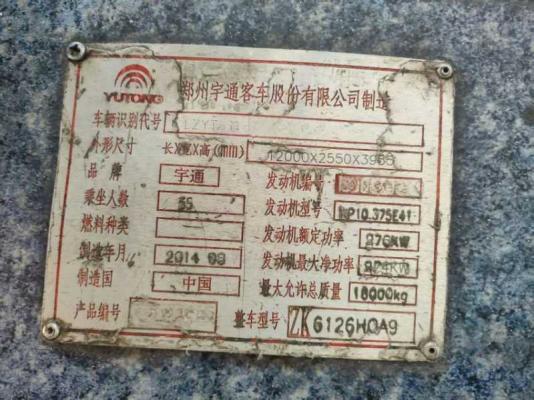 YUTONG
郑州宇通客车股份有限公司制造
车辆识别代号 LZYT
外形尺寸 长X宽X高(mm) 12000X2550X39
品牌 宇通 发动机编号
乘坐人数 55 发动机型号 WP10.375E41
燃料种类 发动机额定功率 276KW
制造年月 2014 09 发动机最大净功率 KW
制造国 中国 最大允许总质量 18000kg
产品编号 整车型号 ZK6126HQA9